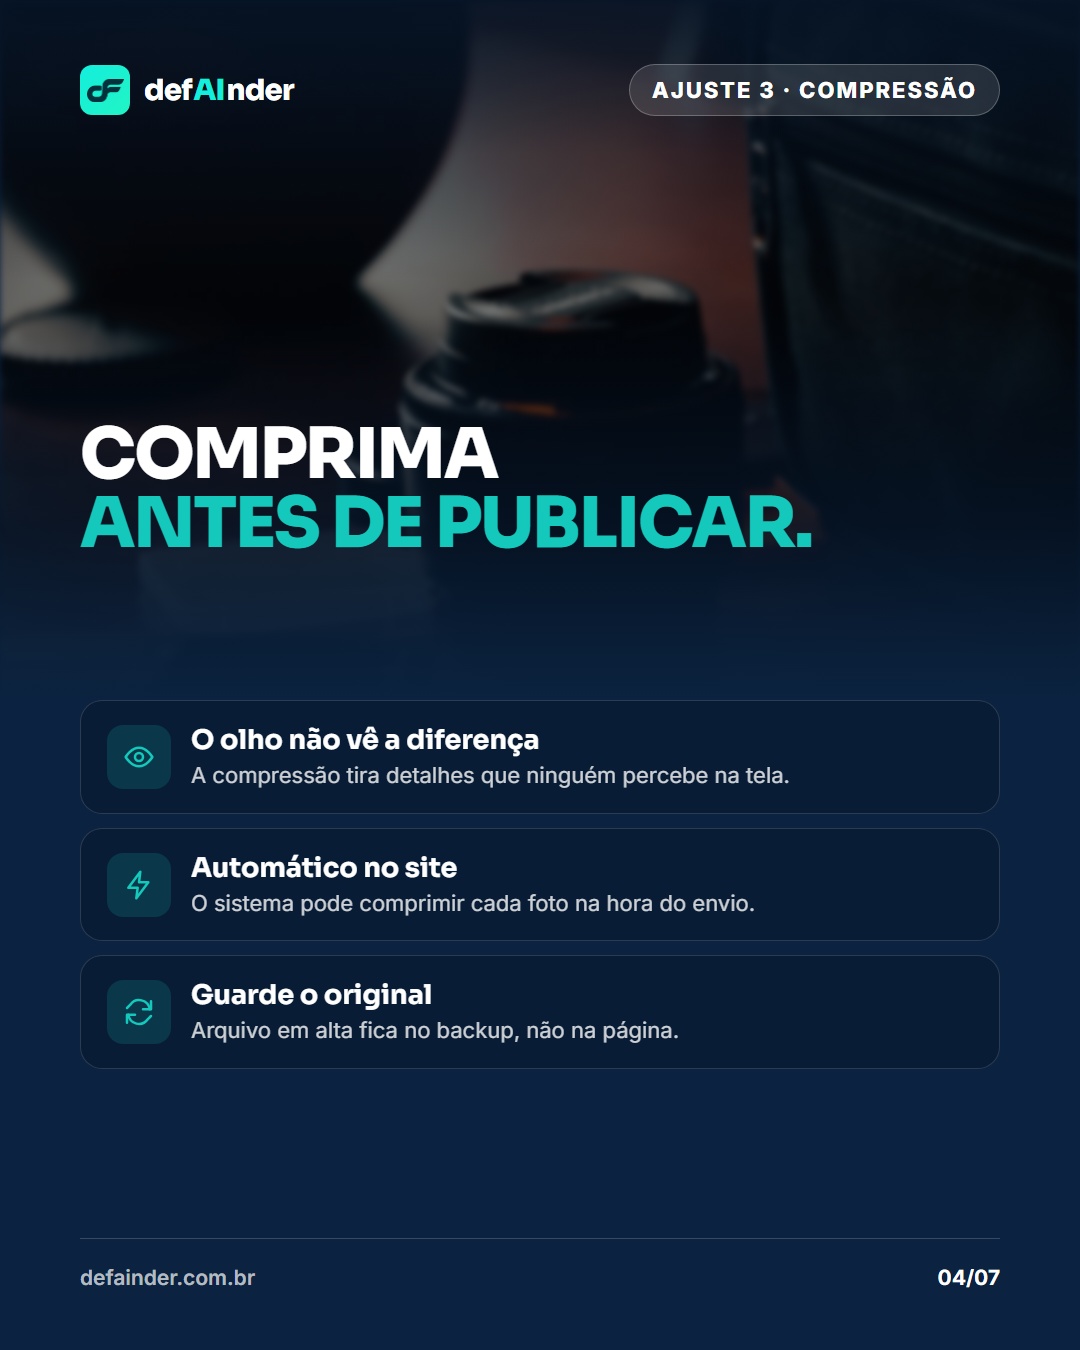 defAInder
AJUSTE 3 · COMPRESSÃO
COMPRIMA
ANTES DE PUBLICAR.
O olho não vê a diferença
A compressão tira detalhes que ninguém percebe na tela.
Automático no site
O sistema pode comprimir cada foto na hora do envio.
Guarde o original
Arquivo em alta fica no backup, não na página.
defainder.com.br
04/07